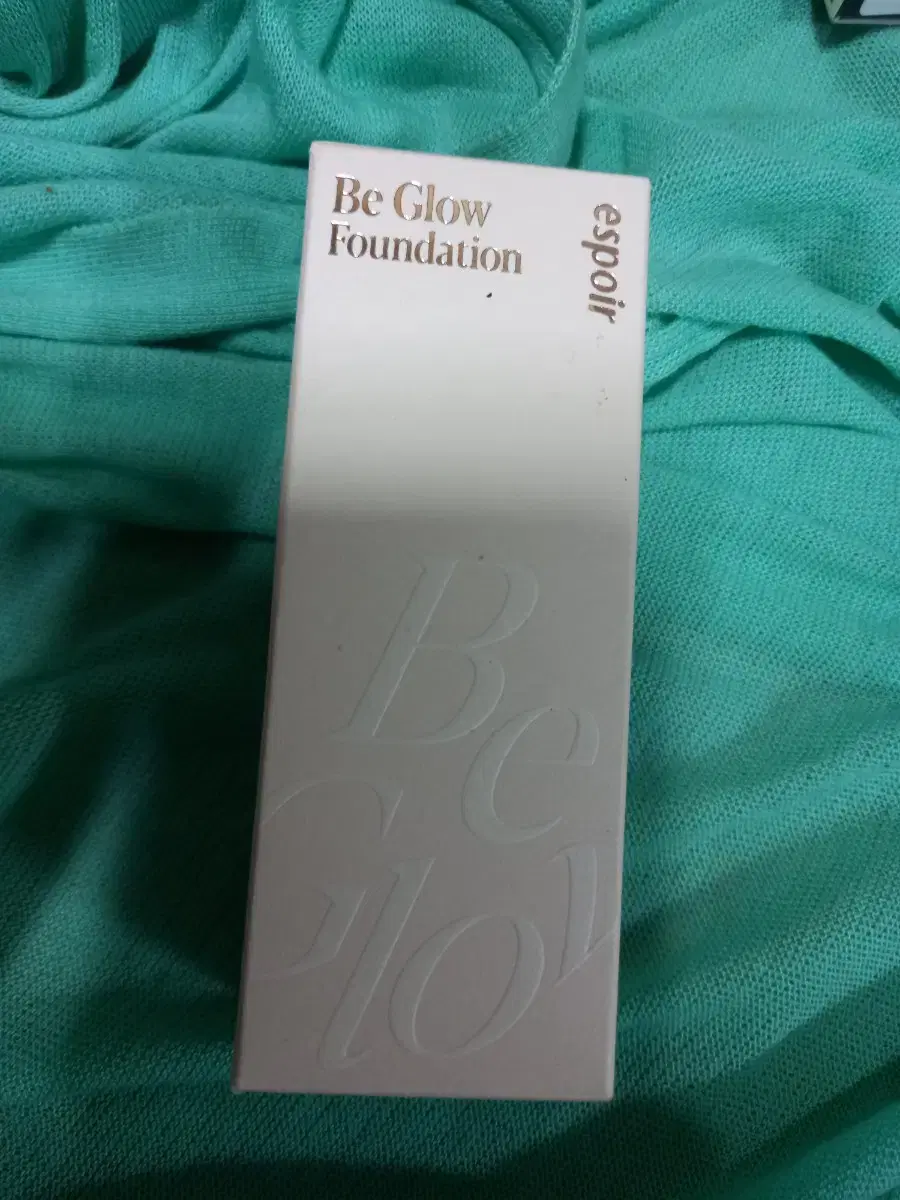 Be Glow
Foundation
espoir
Be
Glow